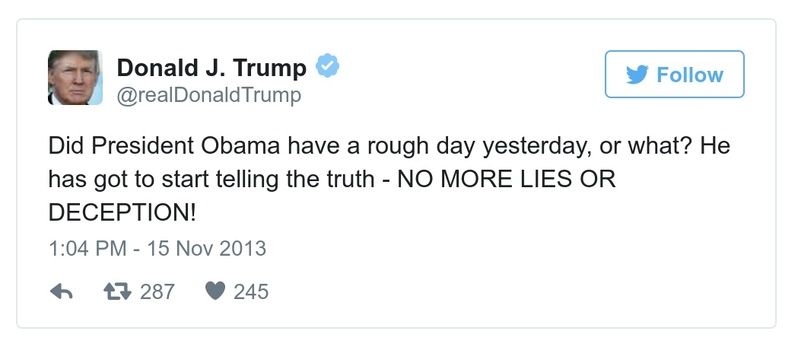 Donald J. Trump
@realDonaldTrump
Follow
Did President Obama have a rough day yesterday, or what? He
has got to start telling the truth - NO MORE LIES OR
DECEPTION!
1:04 PM - 15 Nov 2013
287 245